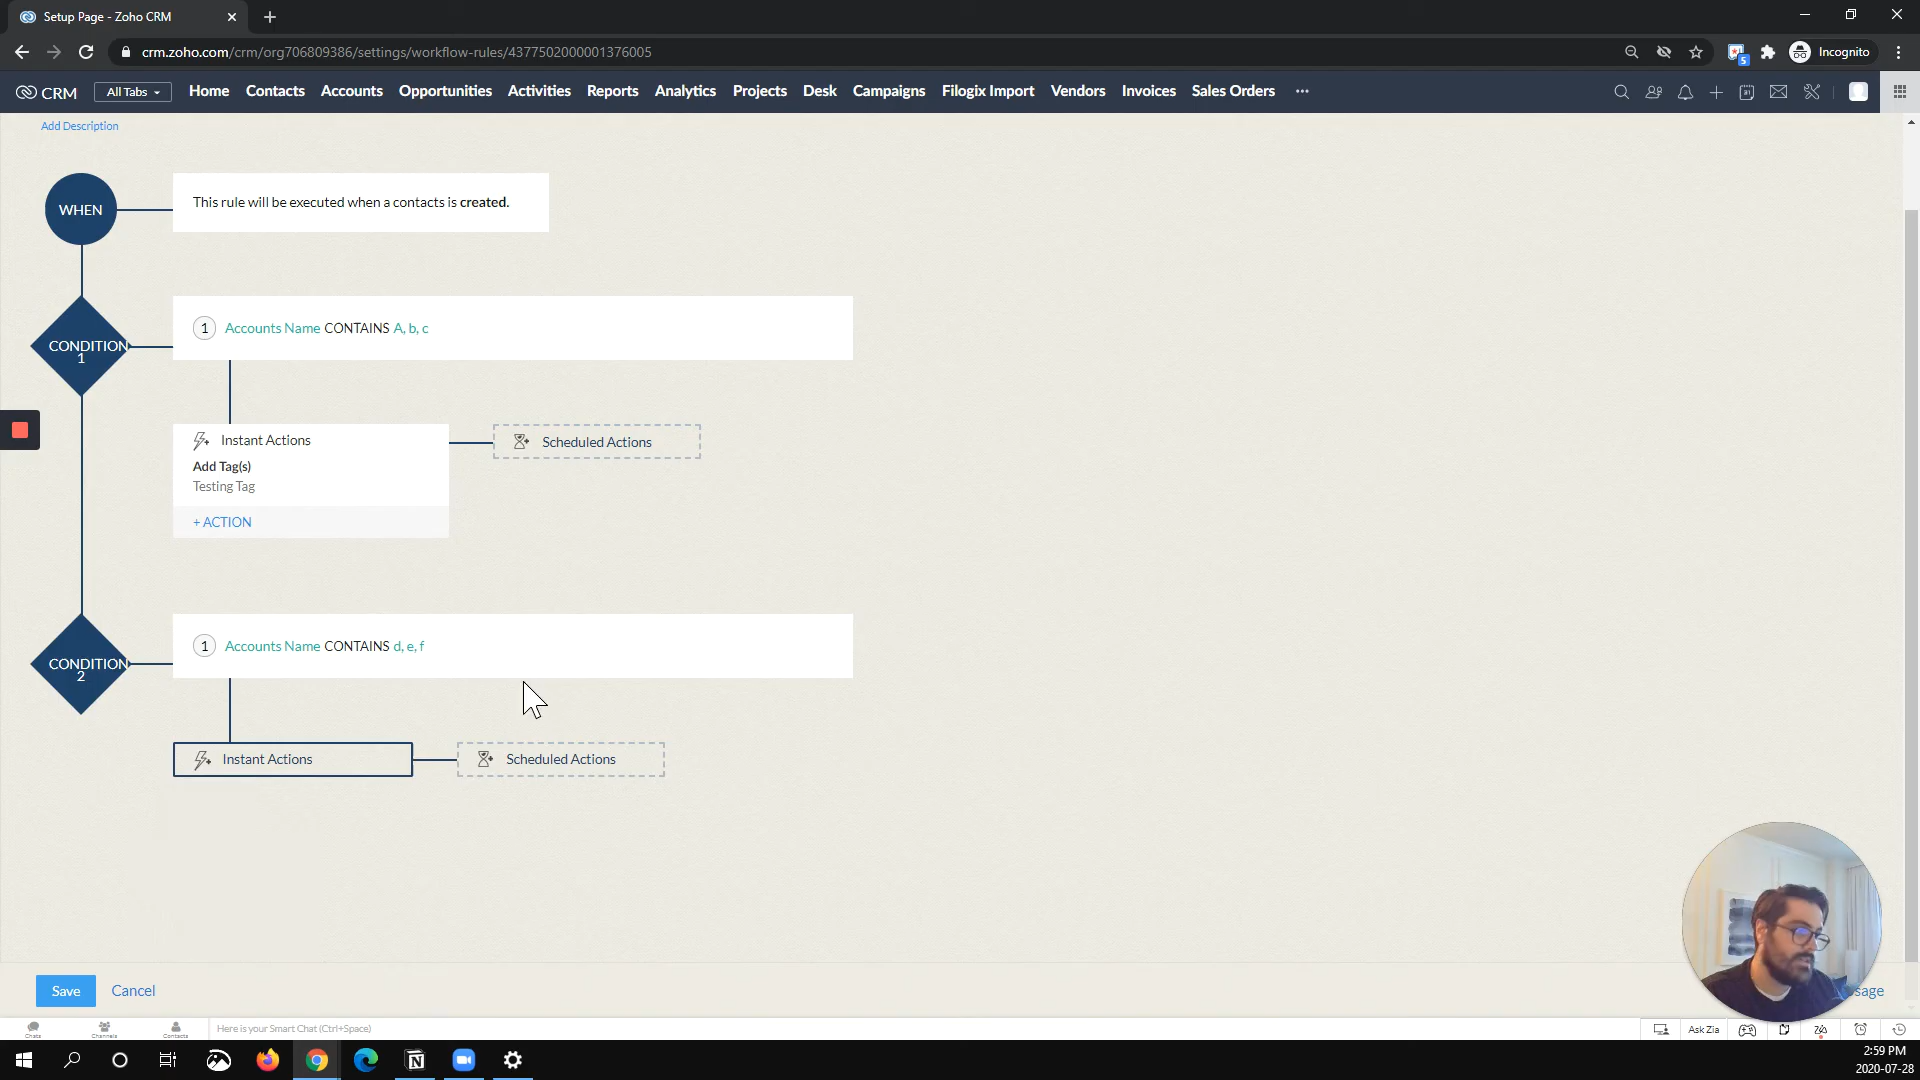 Setup Page - Zoho CRM
crm.zoho.com/crm/org706809386/settings/workflow-rules/4377502000001376005
5
Incognito
CRM
All Tabs
Home
Contacts
Accounts
Opportunities
Activities
Reports
Analytics
Projects
Desk
Campaigns
Filogix Import
Vendors
Invoices
Sales Orders
Add Description
WHEN
This rule will be executed when a contacts is created.
CONDITION
1
1 Accounts Name CONTAINS A, b, c
Instant Actions
Scheduled Actions
Add Tag(s)
Testing Tag
+ ACTION
CONDITION
2
1 Accounts Name CONTAINS d, e, f
Instant Actions
Scheduled Actions
Save
Cancel
Chats
Channels
Contacts
Here is your Smart Chat (Ctrl+Space)
Ask Zia
2:59 PM
2020-07-28